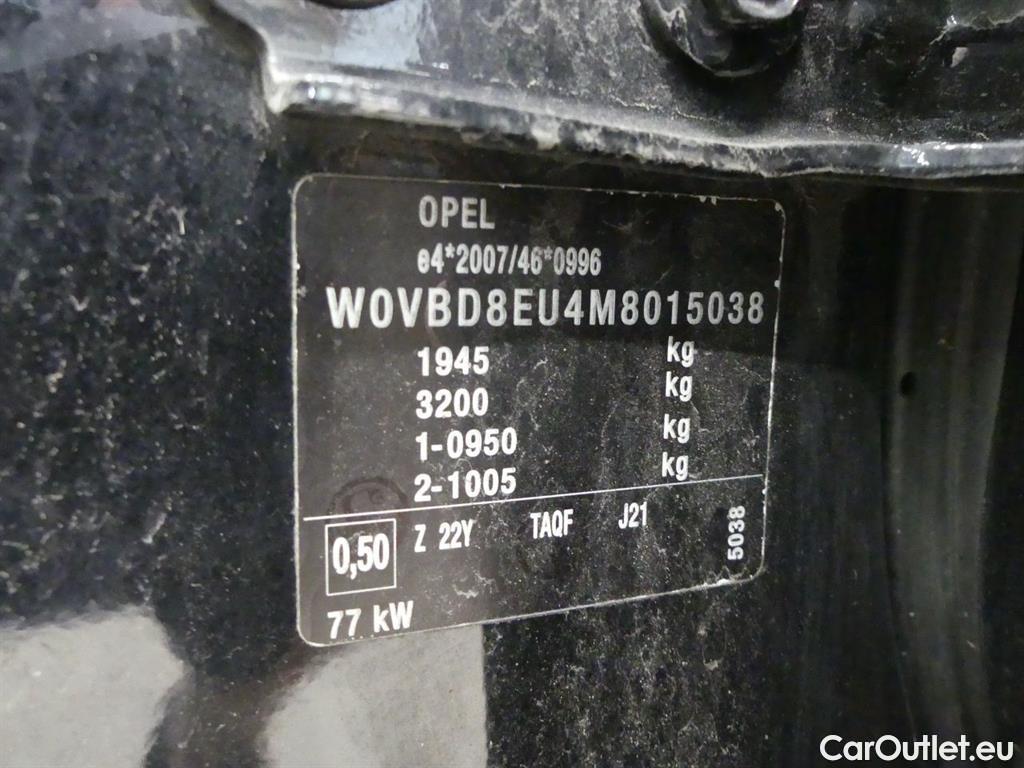 OPEL
e4*2007/46*0996
W0VBD8EU4M8015038
1945 kg
3200 kg
1-0950 kg
2-1005 kg
0,50 Z 22Y TAQF J21 5038
77 kW
CarOutlet.eu